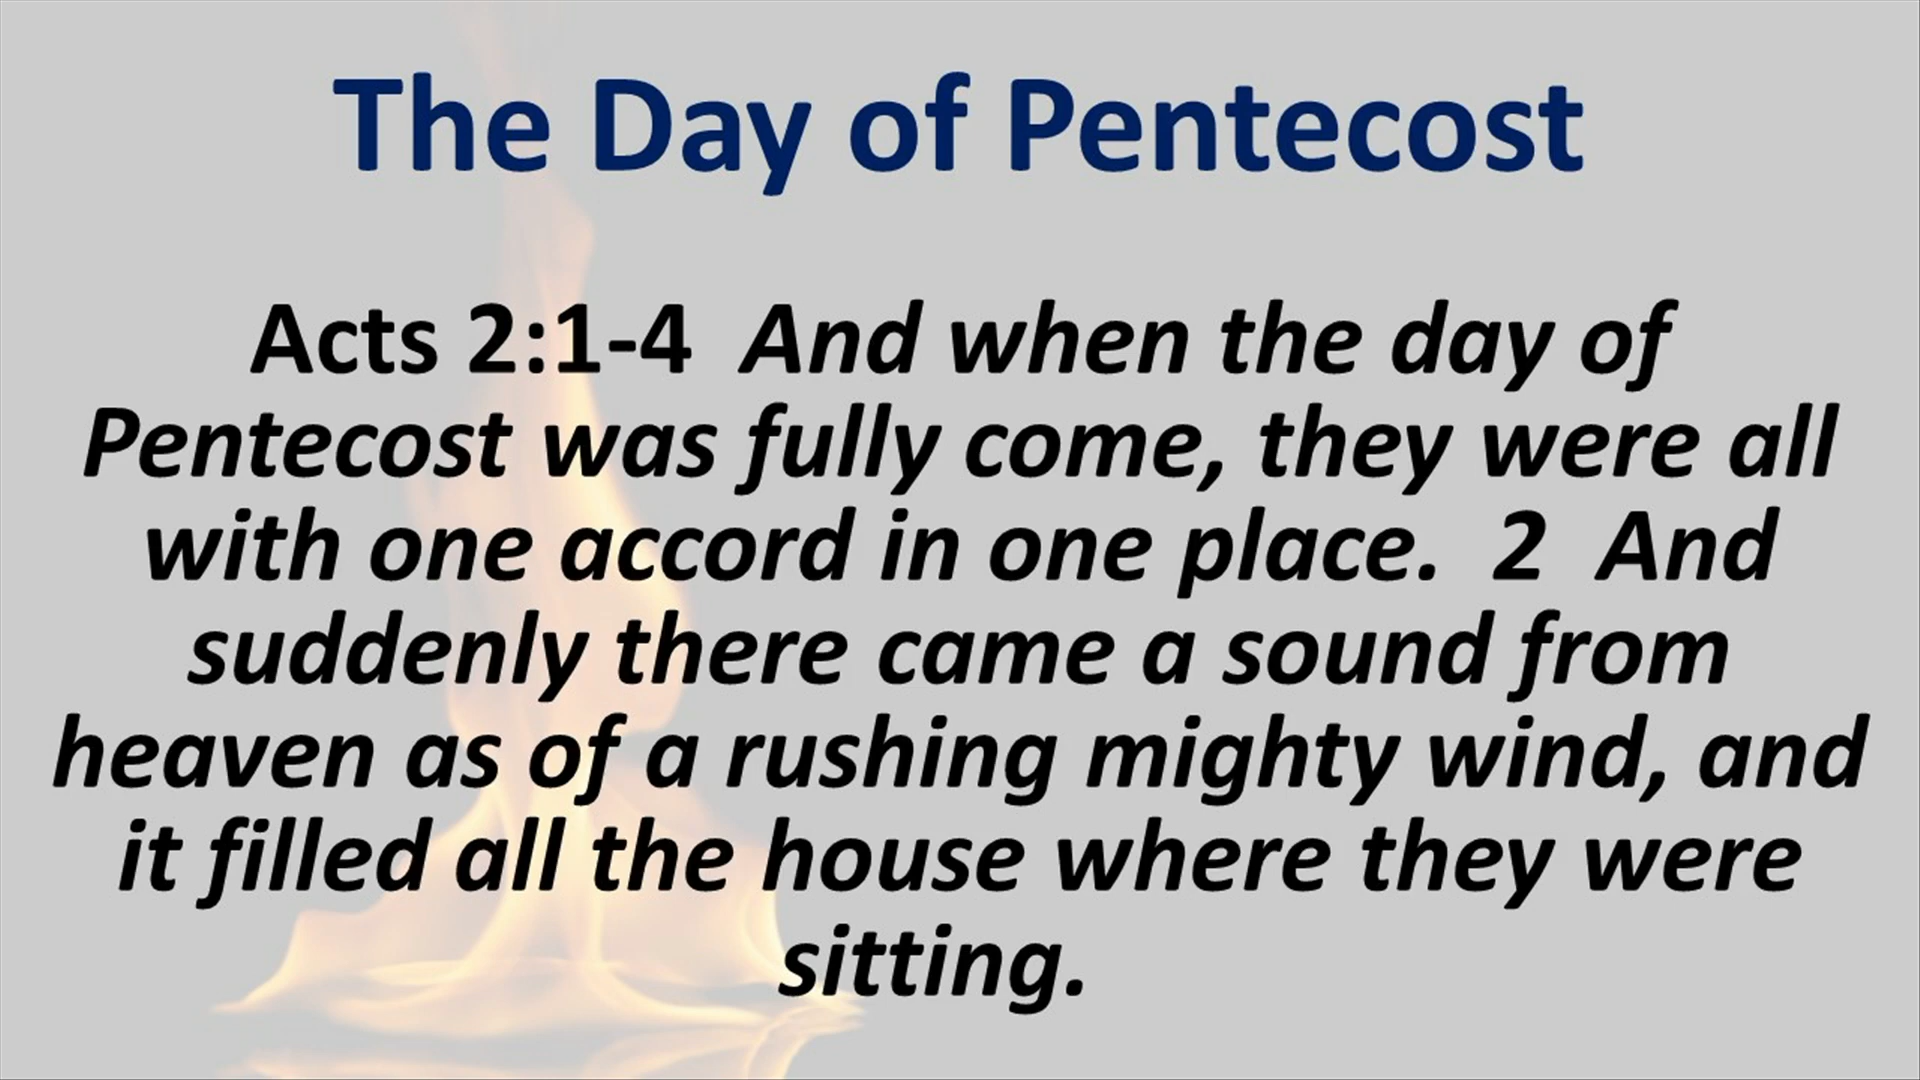 The Day of Pentecost
Acts 2:1-4  And when the day of
Pentecost was fully come, they were all
with one accord in one place.  2  And
suddenly there came a sound from
heaven as of a rushing mighty wind, and
it filled all the house where they were
sitting.